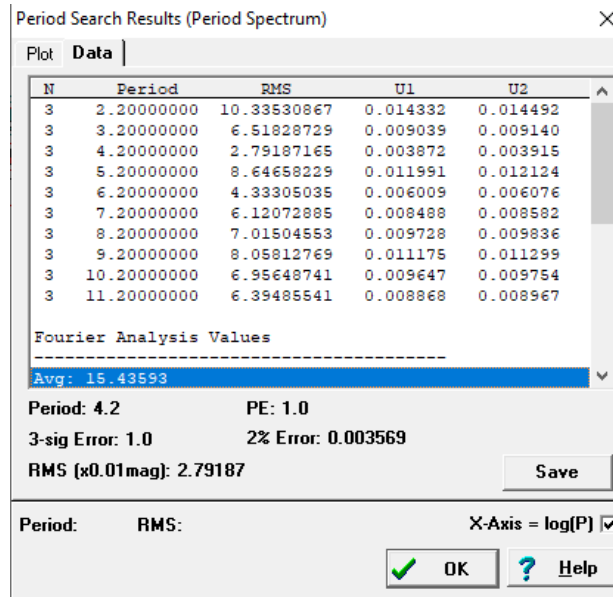 Period Search Results (Period Spectrum)
Plot Data
N Period RMS U1 U2
3 2.20000000 10.33530867 0.014332 0.014492
3 3.20000000 6.51828729 0.009039 0.009140
3 4.20000000 2.79187165 0.003872 0.003915
3 5.20000000 8.64658229 0.011991 0.012124
3 6.20000000 4.33305035 0.006009 0.006076
3 7.20000000 6.12072885 0.008488 0.008582
3 8.20000000 7.01504553 0.009728 0.009836
3 9.20000000 8.05812769 0.011175 0.011299
3 10.20000000 6.95648741 0.009647 0.009754
3 11.20000000 6.39485541 0.008868 0.008967
Fourier Analysis Values
-----------------------------------------
Avg: 15.43593
Period: 4.2 PE: 1.0
3-sig Error: 1.0 2% Error: 0.003569
RMS (x0.01mag): 2.79187 Save
Period: RMS: X-Axis = log(P)
OK Help